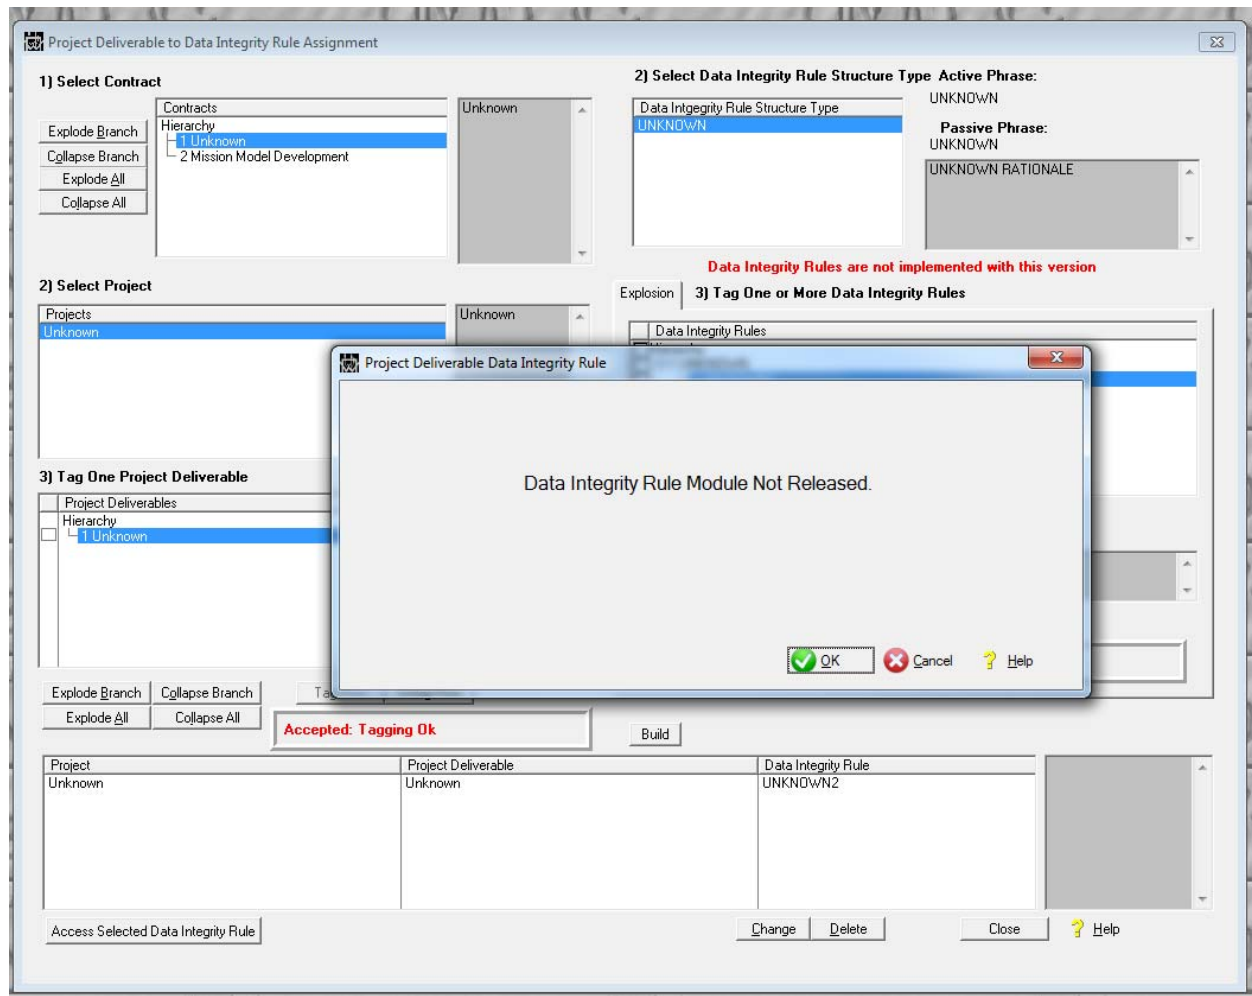 Project Deliverable to Data Integrity Rule Assignment
1) Select Contract
Contracts
Hierarchy
1 Unknown
2 Mission Model Development
Explode Branch
Collapse Branch
Explode All
Collapse All
Unknown
2) Select Data Integrity Rule Structure Type Active Phrase:
UNKNOWN
Data Intgegrity Rule Structure Type
UNKNOWN
Passive Phrase:
UNKNOWN
UNKNOWN RATIONALE
Data Integrity Rules are not implemented with this version
2) Select Project
Projects
Unknown
Unknown
Explosion
3) Tag One or More Data Integrity Rules
Data Integrity Rules
Project Deliverable Data Integrity Rule
Data Integrity Rule Module Not Released.
OK
Cancel
Help
3) Tag One Project Deliverable
Project Deliverables
Hierarchy
1 Unknown
Explode Branch
Collapse Branch
Explode All
Collapse All
Accepted: Tagging Ok
Build
Project
Project Deliverable
Data Integrity Rule
Unknown
Unknown
UNKNOWN2
Access Selected Data Integrity Rule
Change
Delete
Close
Help